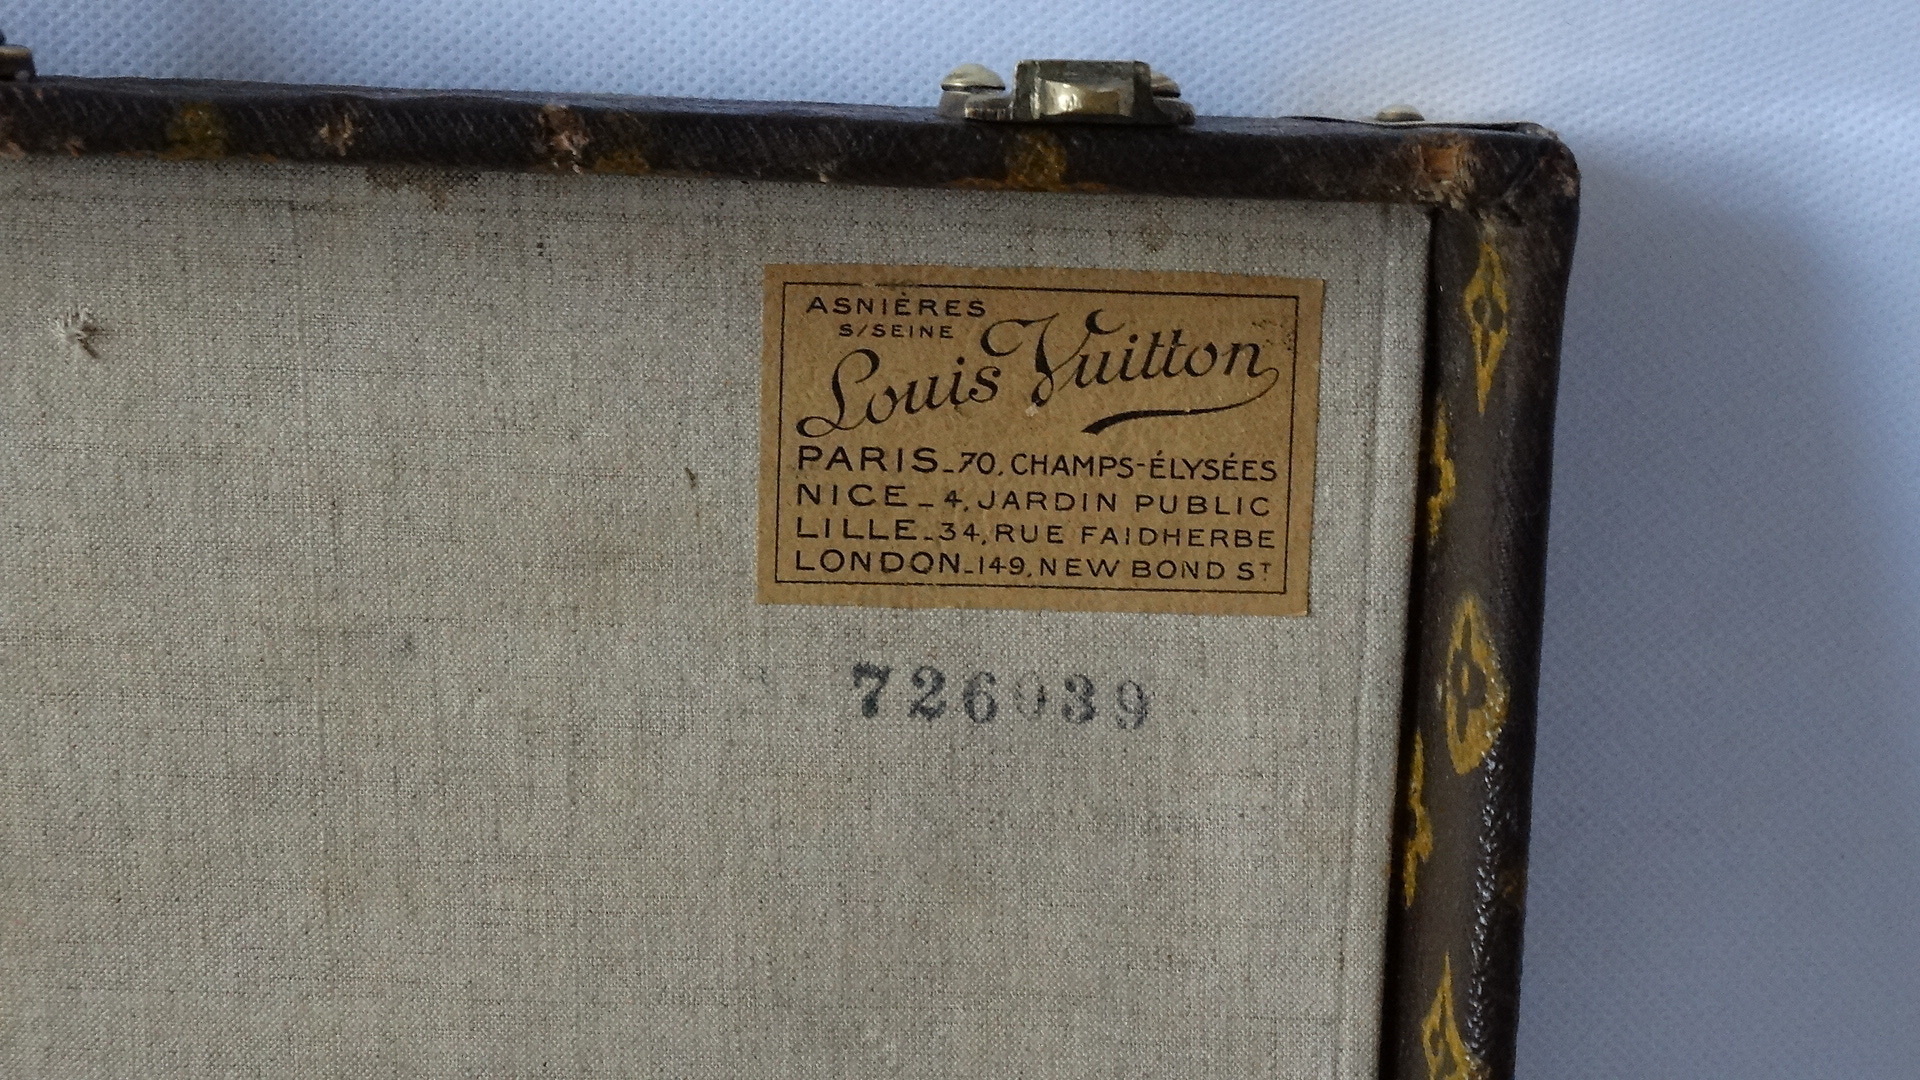 ASNIÈRES
S/SEINE
Louis Vuitton
PARIS_70, CHAMPS-ÉLYSÉES
NICE_4, JARDIN PUBLIC
LILLE_34, RUE FAIDHERBE
LONDON_149, NEW BOND ST
726039